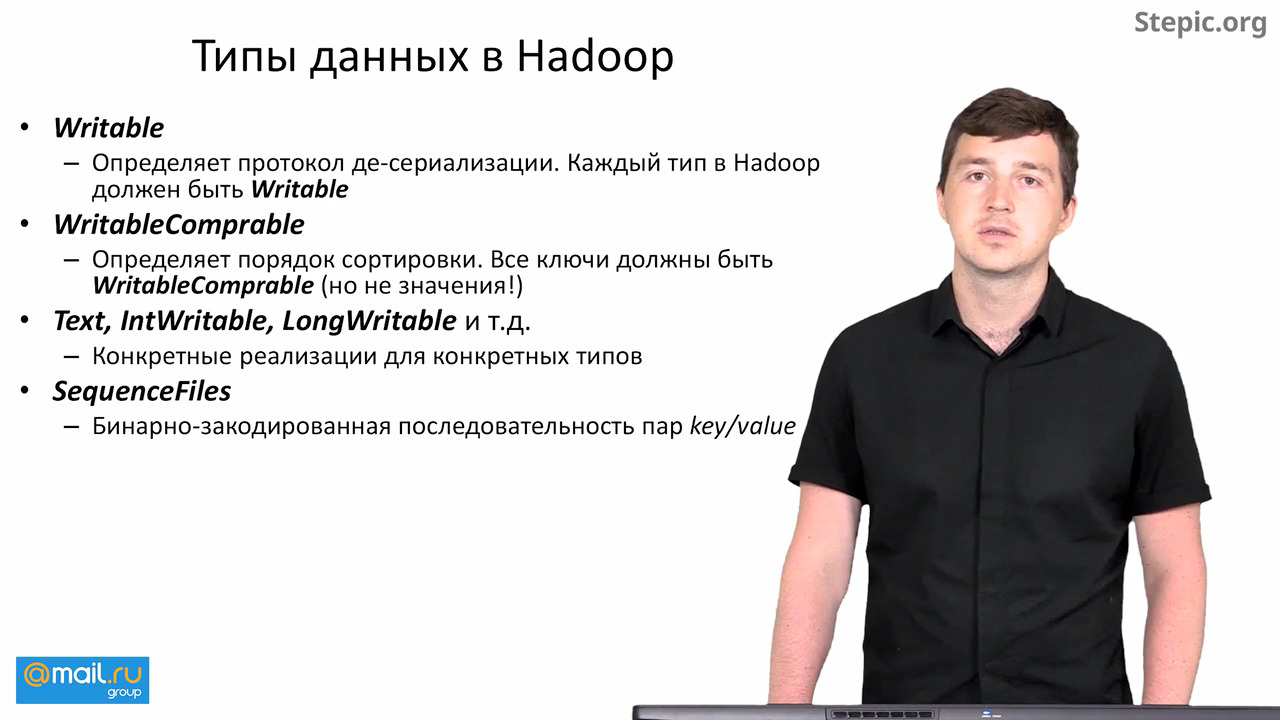 Stepic.org
Типы данных в Hadoop
• Writable
– Определяет протокол де-сериализации. Каждый тип в Hadoop
должен быть Writable
• WritableComprable
– Определяет порядок сортировки. Все ключи должны быть
WritableComprable (но не значения!)
• Text, IntWritable, LongWritable и т.д.
– Конкретные реализации для конкретных типов
• SequenceFiles
– Бинарно-закодированная последовательность пар key/value
@mail.ru
group